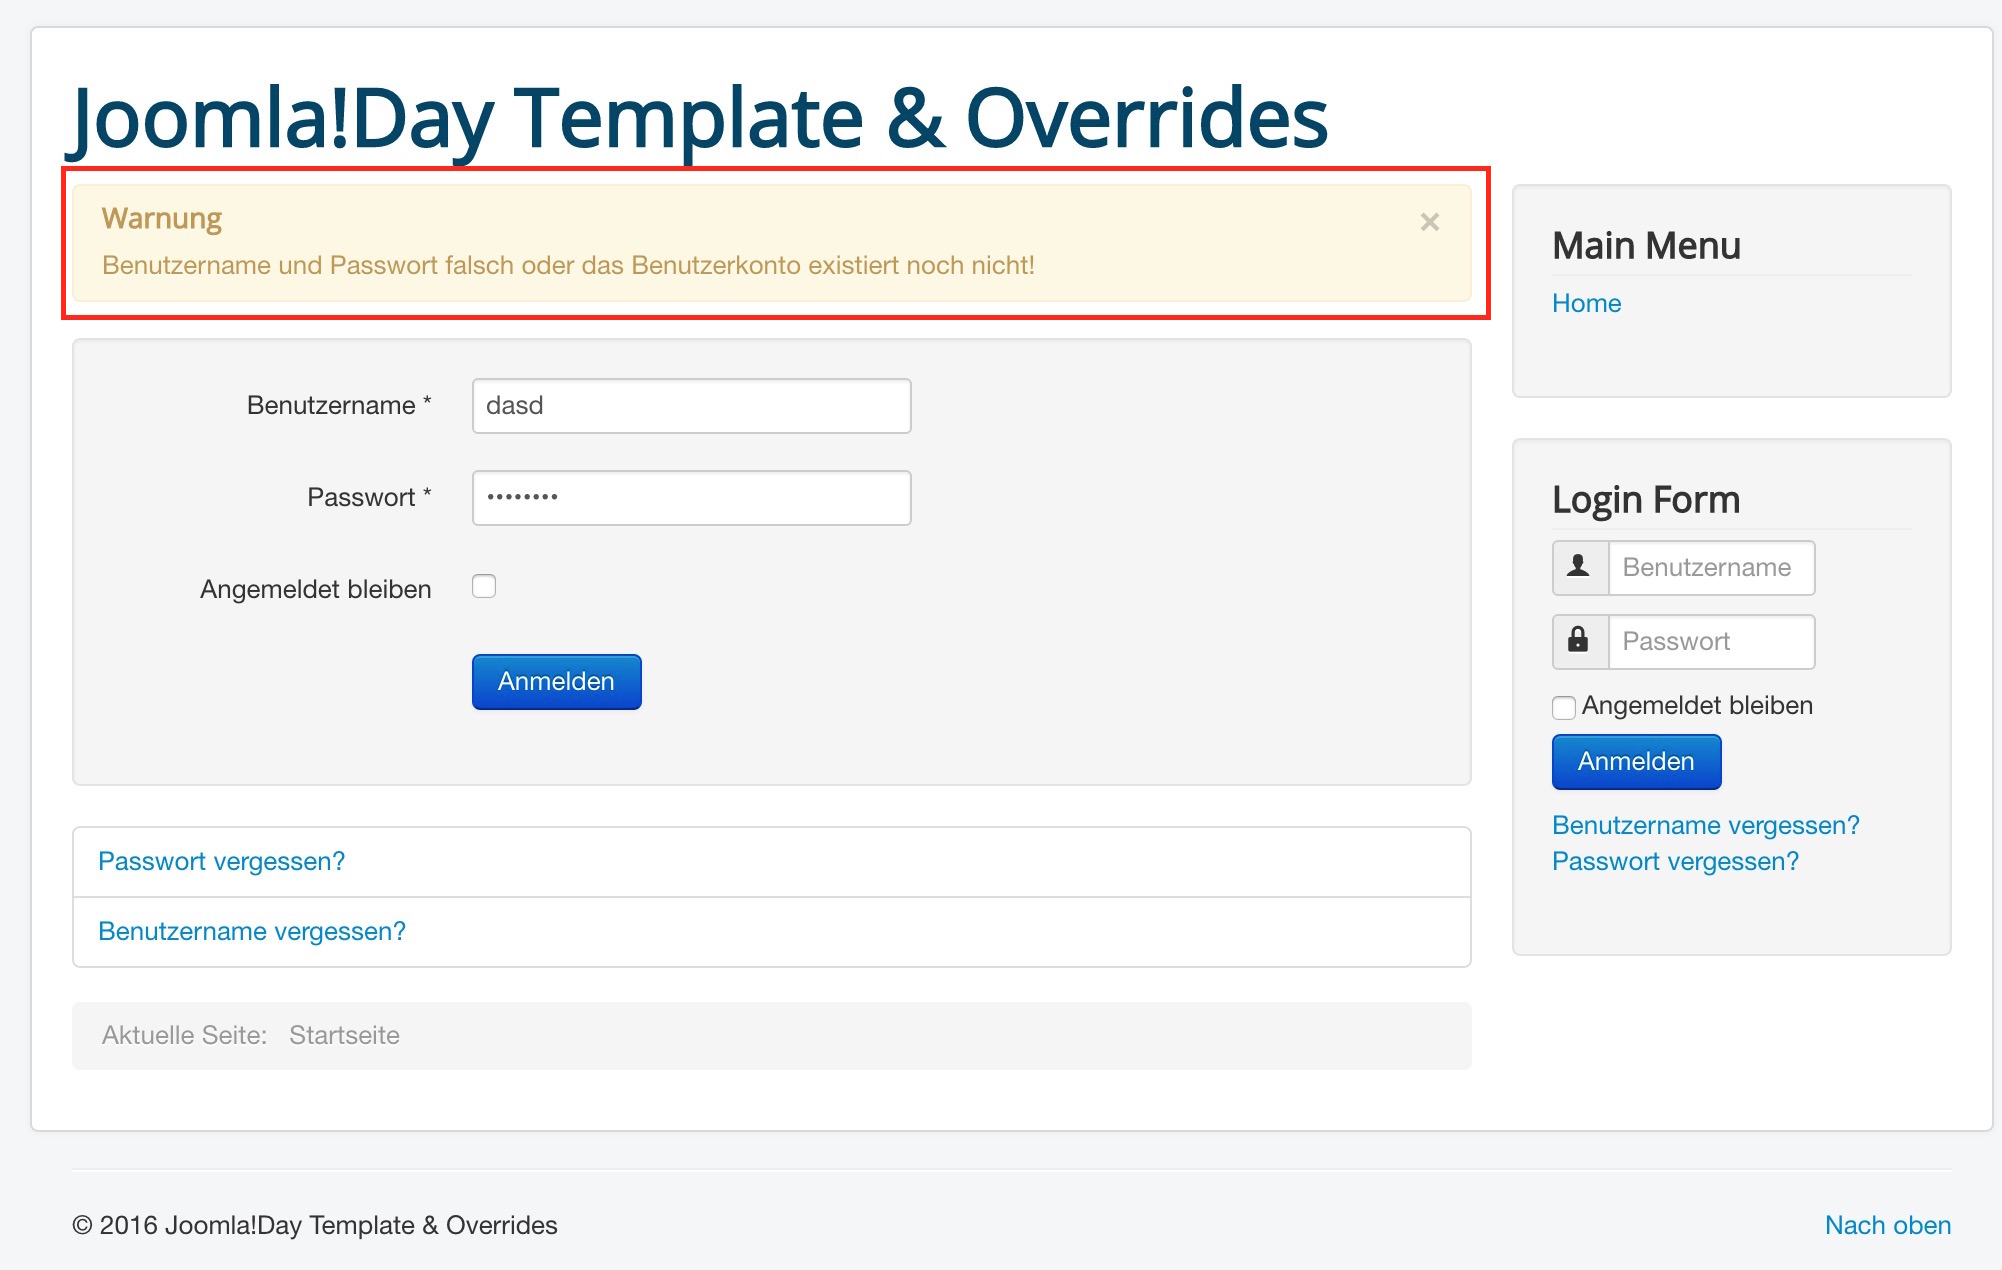 Joomla!Day Template & Overrides
Warnung
×
Benutzername und Passwort falsch oder das Benutzerkonto existiert noch nicht!
Benutzername *
dasd
Passwort *
••••••••
Angemeldet bleiben
Anmelden
Passwort vergessen?
Benutzername vergessen?
Aktuelle Seite: Startseite
Main Menu
Home
Login Form
Benutzername
Passwort
Angemeldet bleiben
Anmelden
Benutzername vergessen?
Passwort vergessen?
© 2016 Joomla!Day Template & Overrides
Nach oben